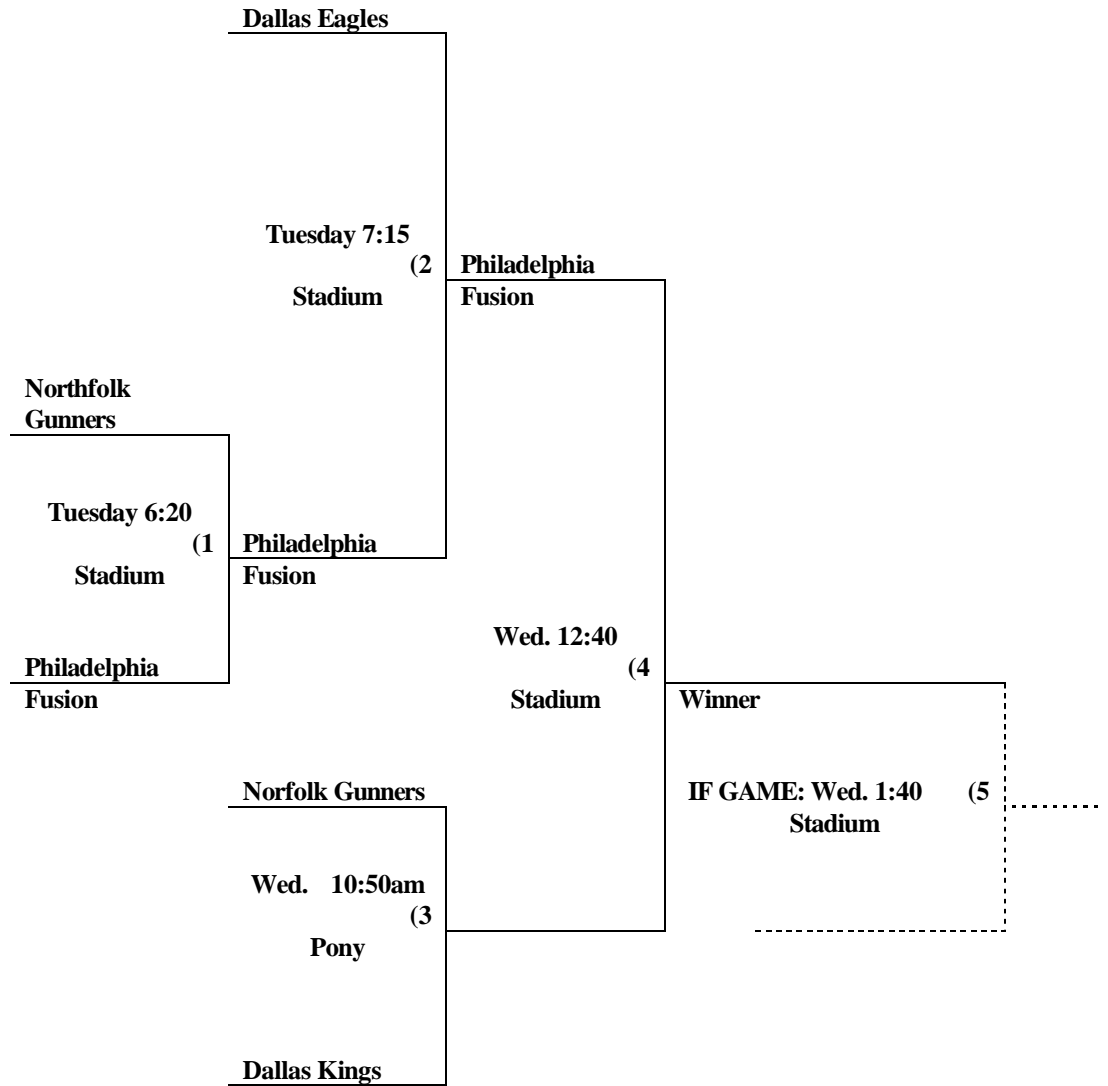 Dallas Eagles
Tuesday 7:15
(2
Stadium
Philadelphia
Fusion
Northfolk
Gunners
Tuesday 6:20
(1
Stadium
Philadelphia
Fusion
Philadelphia
Fusion
Wed. 12:40
(4
Stadium
Winner
Norfolk Gunners
IF GAME: Wed. 1:40 (5
Stadium
Wed. 10:50am
(3
Pony
Dallas Kings